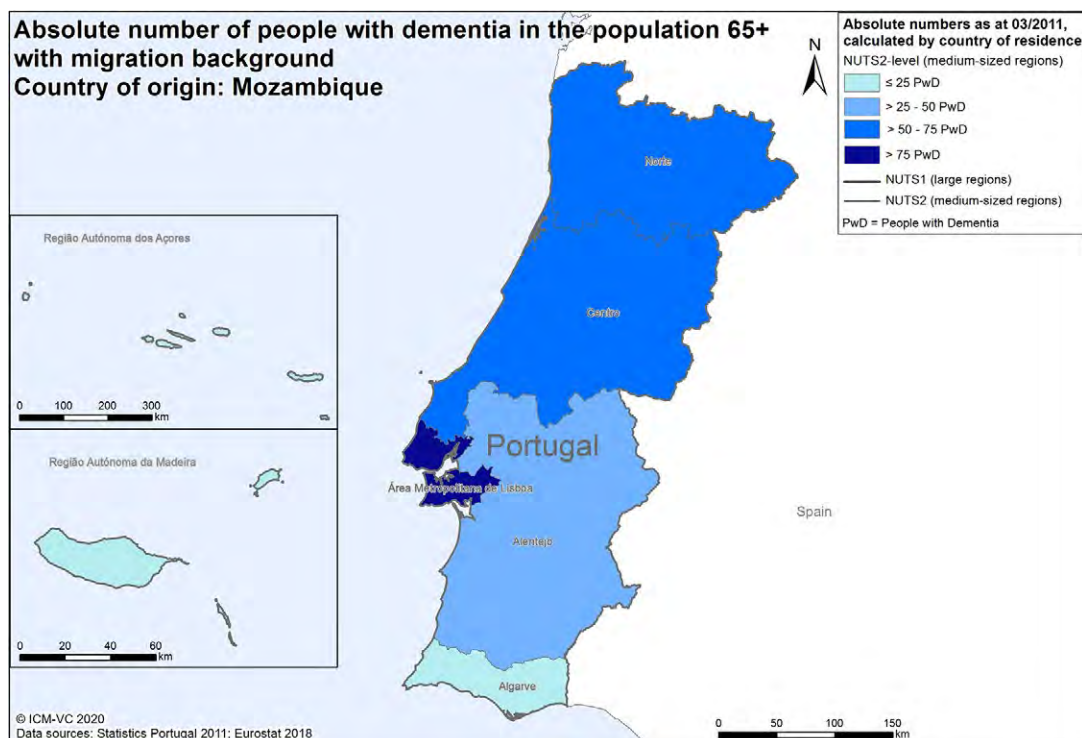 Absolute number of people with dementia in the population 65+
with migration background
Country of origin: Mozambique
N
Absolute numbers as at 03/2011,
calculated by country of residence
NUTS2-level (medium-sized regions)
≤ 25 PwD
> 25 - 50 PwD
> 50 - 75 PwD
> 75 PwD
NUTS1 (large regions)
NUTS2 (medium-sized regions)
PwD = People with Dementia
Norte
Região Autónoma dos Açores
Centro
0 100 200 300
km
Portugal
Região Autónoma da Madeira
Área Metropolitana de Lisboa
Spain
Alentejo
0 20 40 60
km
Algarve
© ICM-VC 2020
Data sources: Statistics Portugal 2011; Eurostat 2018
0 50 100 150
km